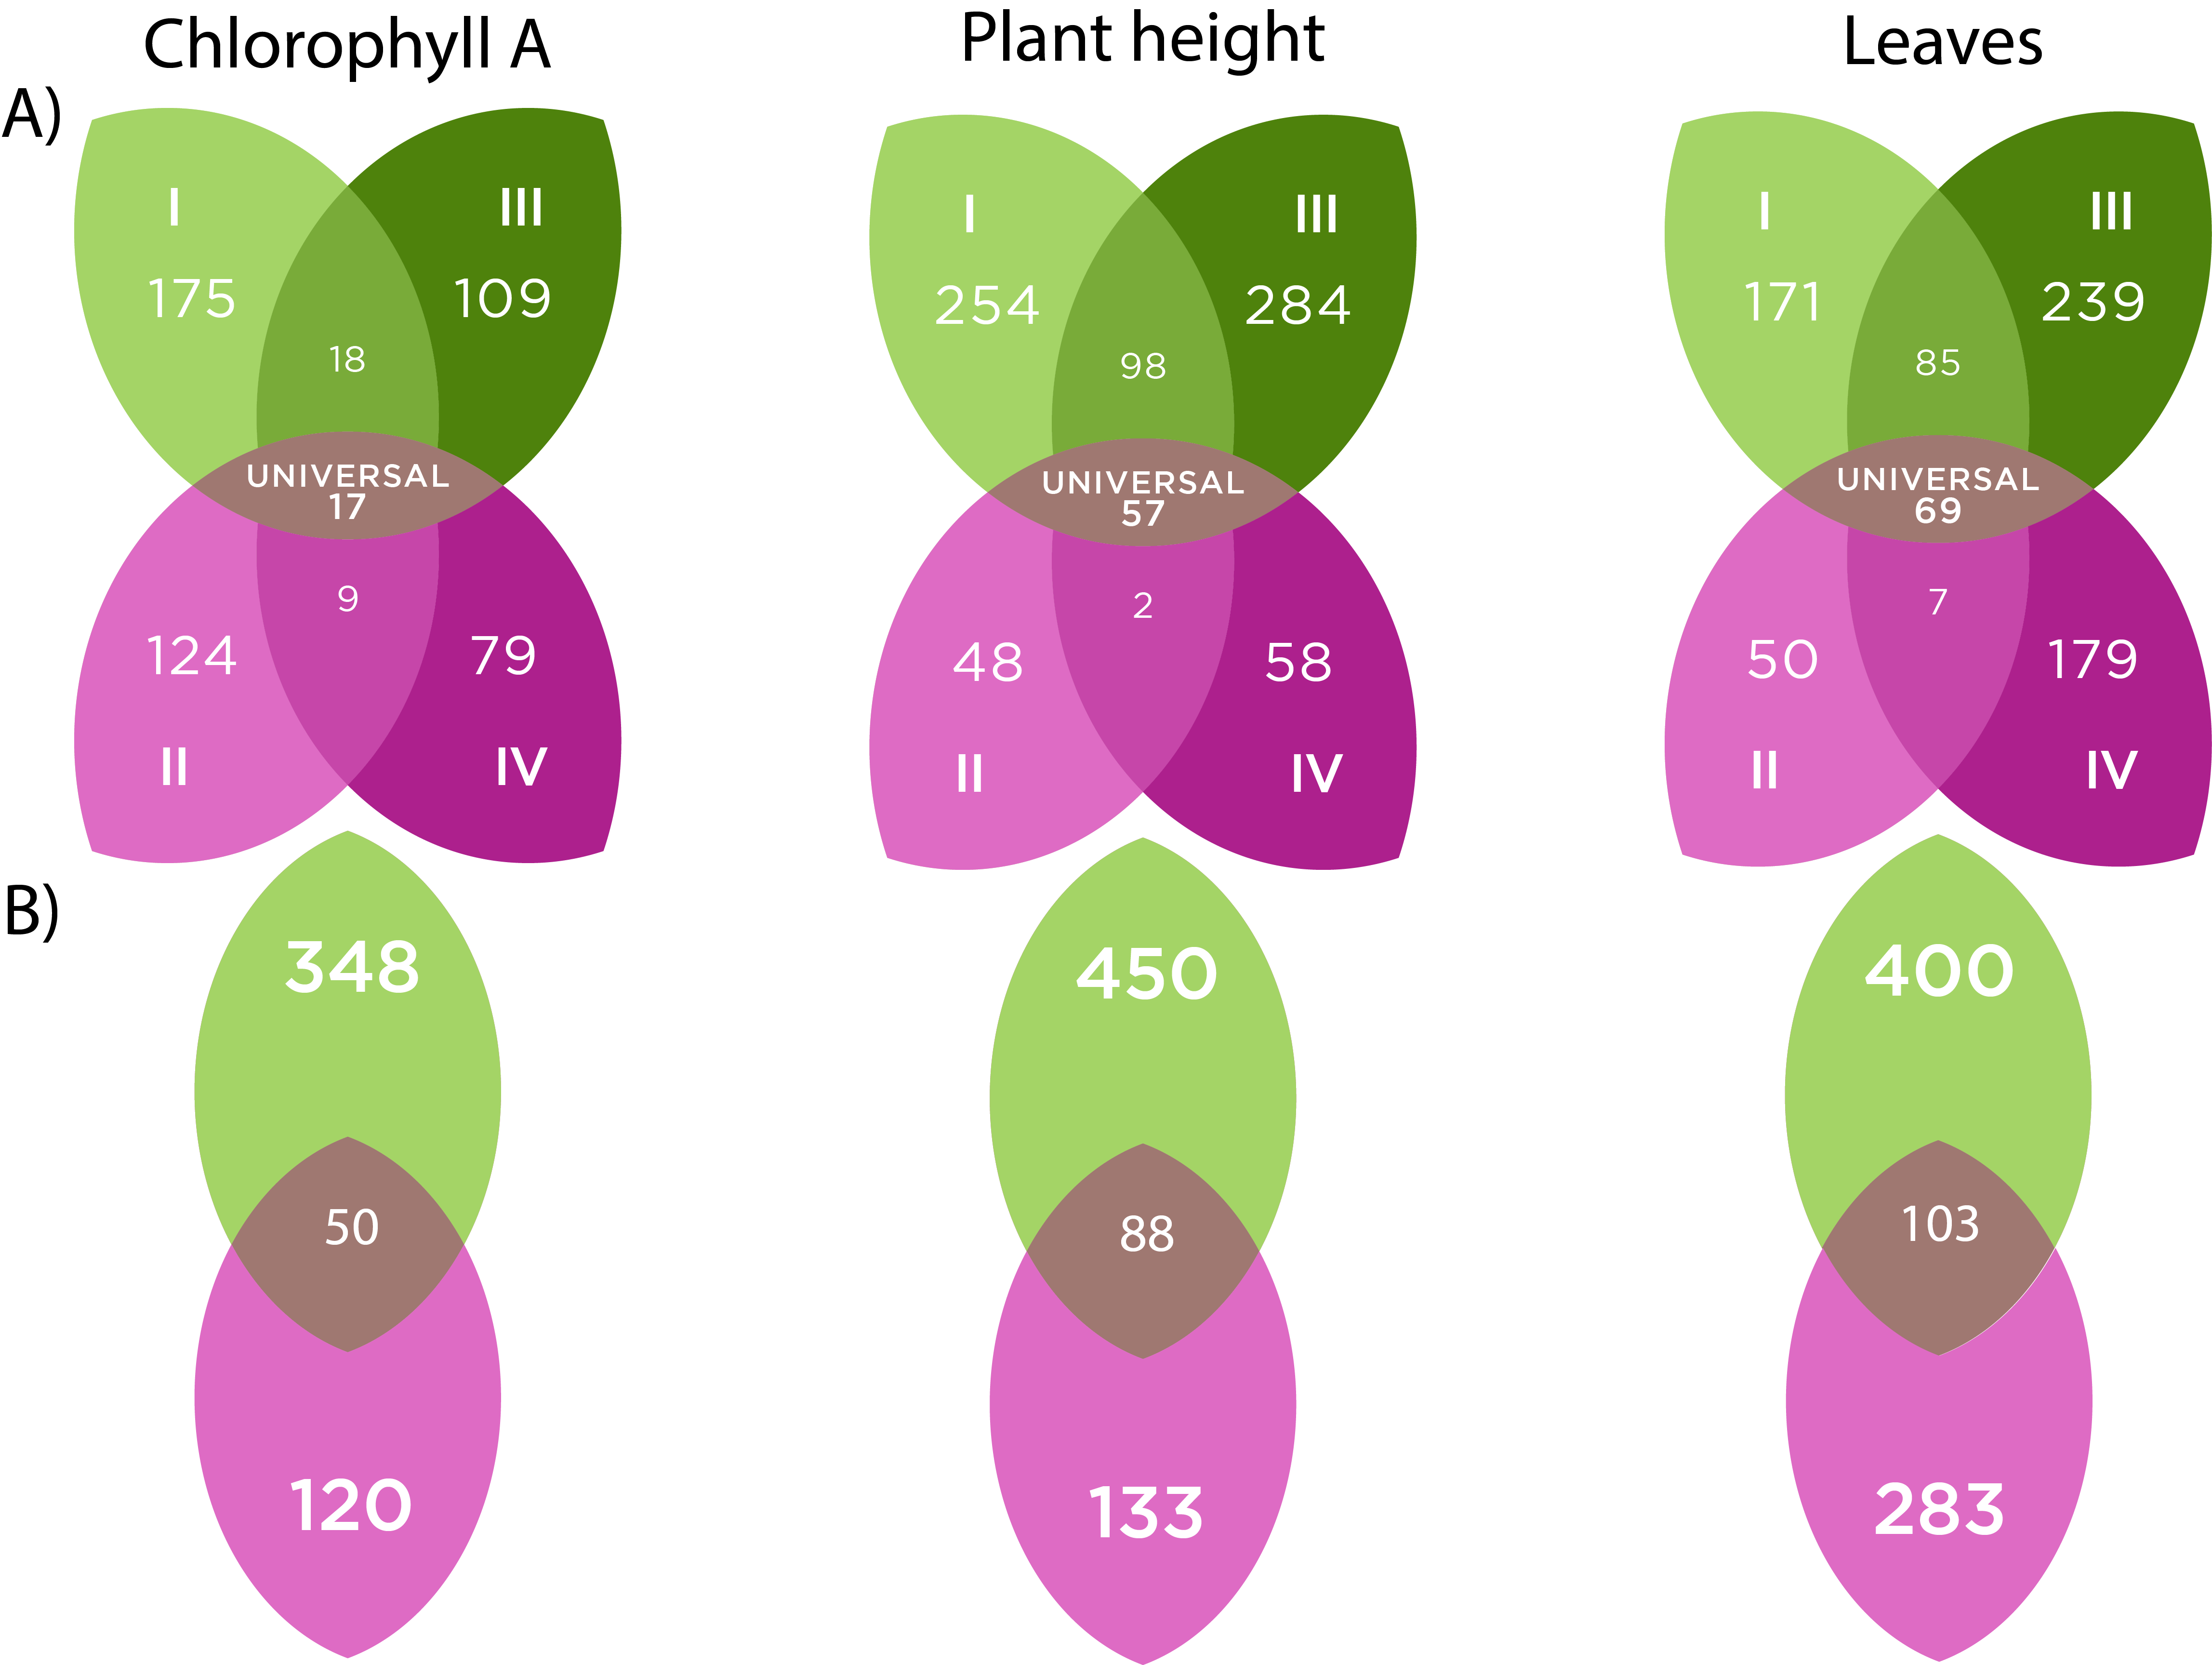 Chlorophyll A
Plant height
Leaves
A)
I
III
175
109
18
UNIVERSAL
17
9
124
79
II
IV
I
III
254
284
98
UNIVERSAL
57
2
48
58
II
IV
I
III
171
239
85
UNIVERSAL
69
7
50
179
II
IV
B)
348
50
120
450
88
133
400
103
283